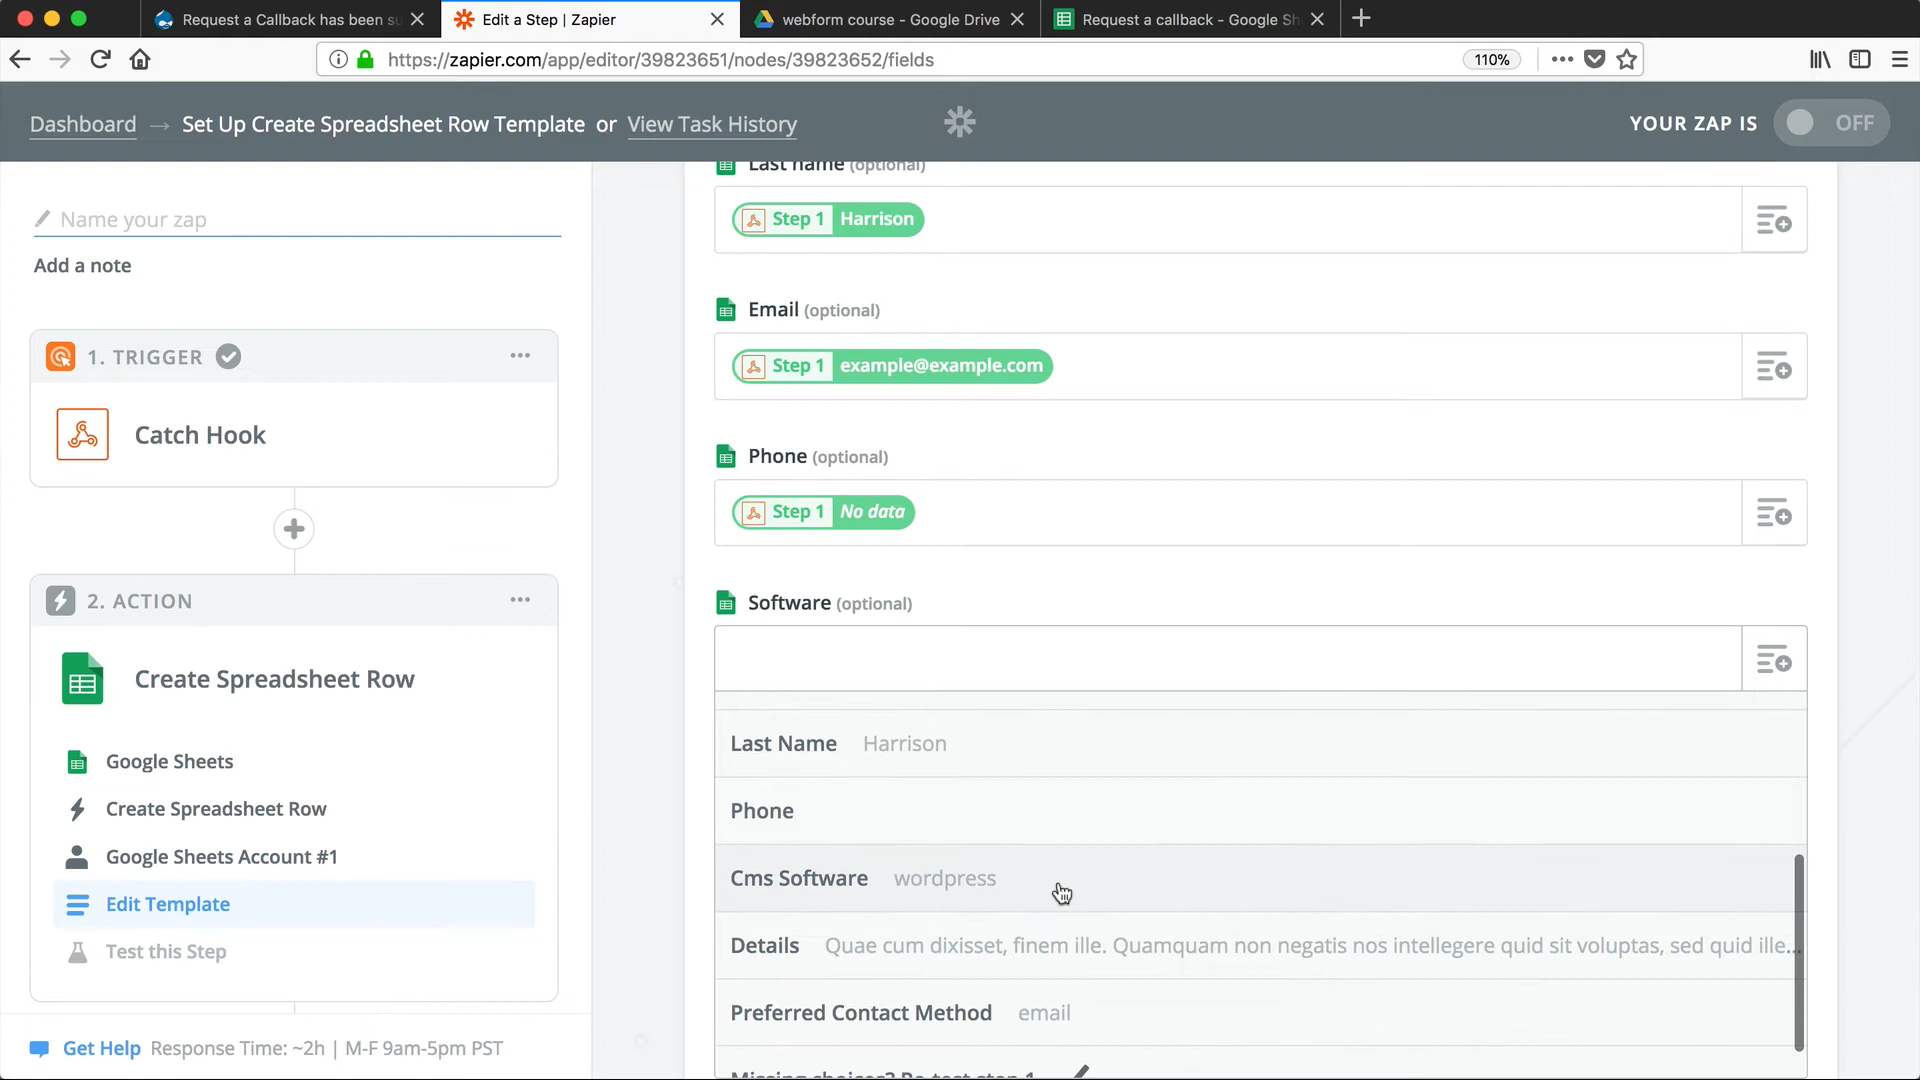 Request a Callback has been su
Edit a Step | Zapier
webform course - Google Drive
Request a callback - Google Sh
https://zapier.com/app/editor/39823651/nodes/39823652/fields
110%
Dashboard → Set Up Create Spreadsheet Row Template or View Task History
YOUR ZAP IS OFF
Name your zap
Add a note
1. TRIGGER
Catch Hook
2. ACTION
Create Spreadsheet Row
Google Sheets
Create Spreadsheet Row
Google Sheets Account #1
Edit Template
Test this Step
Get Help Response Time: ~2h | M-F 9am-5pm PST
Last name (optional)
Step 1 Harrison
Email (optional)
Step 1 example@example.com
Phone (optional)
Step 1 No data
Software (optional)
Last Name Harrison
Phone
Cms Software wordpress
Details Quae cum dixisset, finem ille. Quamquam non negatis nos intellegere quid sit voluptas, sed quid ille...
Preferred Contact Method email
Missing choices? Re-test step 1